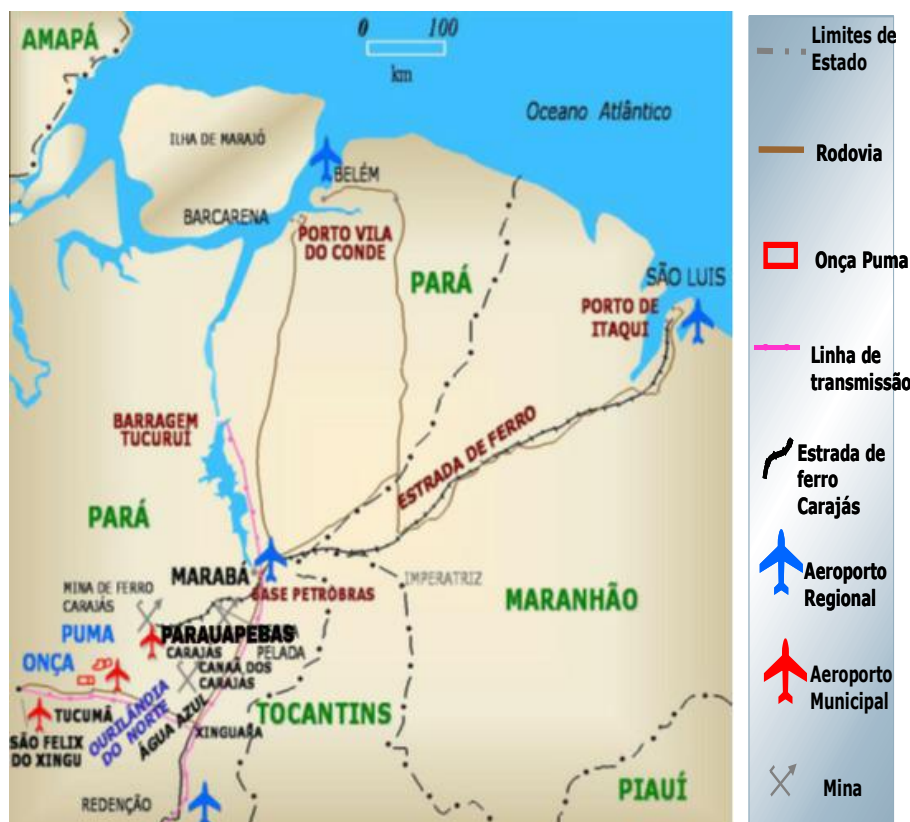 AMAPÁ
0 100
km
Oceano Atlântico
ILHA DE MARAJÓ
BELÉM
BARCARENA
PORTO VILA
DO CONDE
PARÁ
SÃO LUIS
PORTO DE
ITAQUI
BARRAGEM
TUCURUÍ
ESTRADA DE FERRO
PARÁ
MARABÁ
BASE PETROBRAS
IMPERATRIZ
MARANHÃO
MINA DE FERRO
CARAJÁS
PUMA
PARAUAPEBAS
PELADA
CARAJÁS
ONÇA
CANAÃ DOS
CARAJÁS
TUCUMÃ
OURILÂNDIA
DO NORTE
ÁGUA AZUL
TOCANTINS
XINGUARA
SÃO FELIX
DO XINGU
REDENÇÃO
PIAUÍ
Limites de
Estado
Rodovia
Onça Puma
Linha de
transmissão
Estrada de
ferro
Carajás
Aeroporto
Regional
Aeroporto
Municipal
Mina